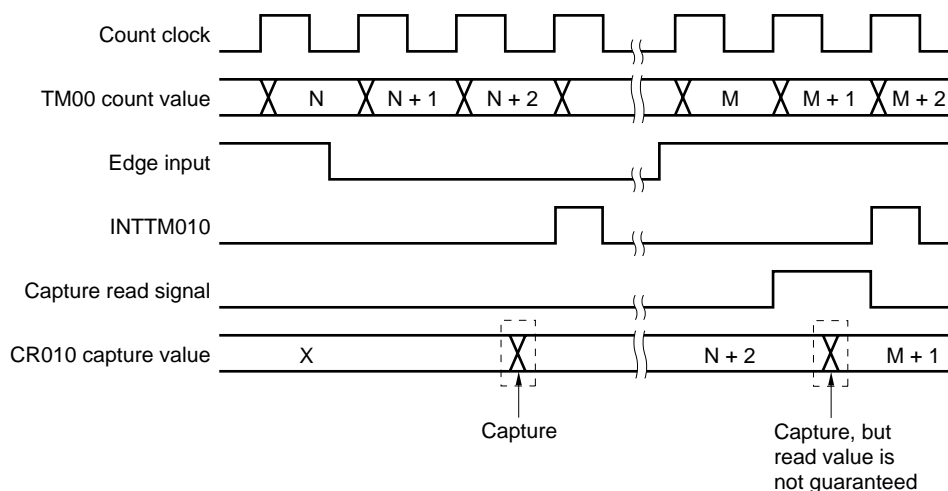 Count clock
TM00 count value
N
N + 1
N + 2
M
M + 1
M + 2
Edge input
INTTM010
Capture read signal
CR010 capture value
X
N + 2
M + 1
Capture
Capture, but
read value is
not guaranteed